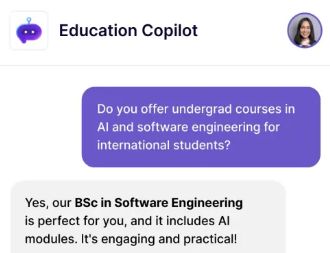 Education Copilot
Do you offer undergrad courses in
AI and software engineering for
international students?
Yes, our BSc in Software Engineering
is perfect for you, and it includes AI
modules. It's engaging and practical!